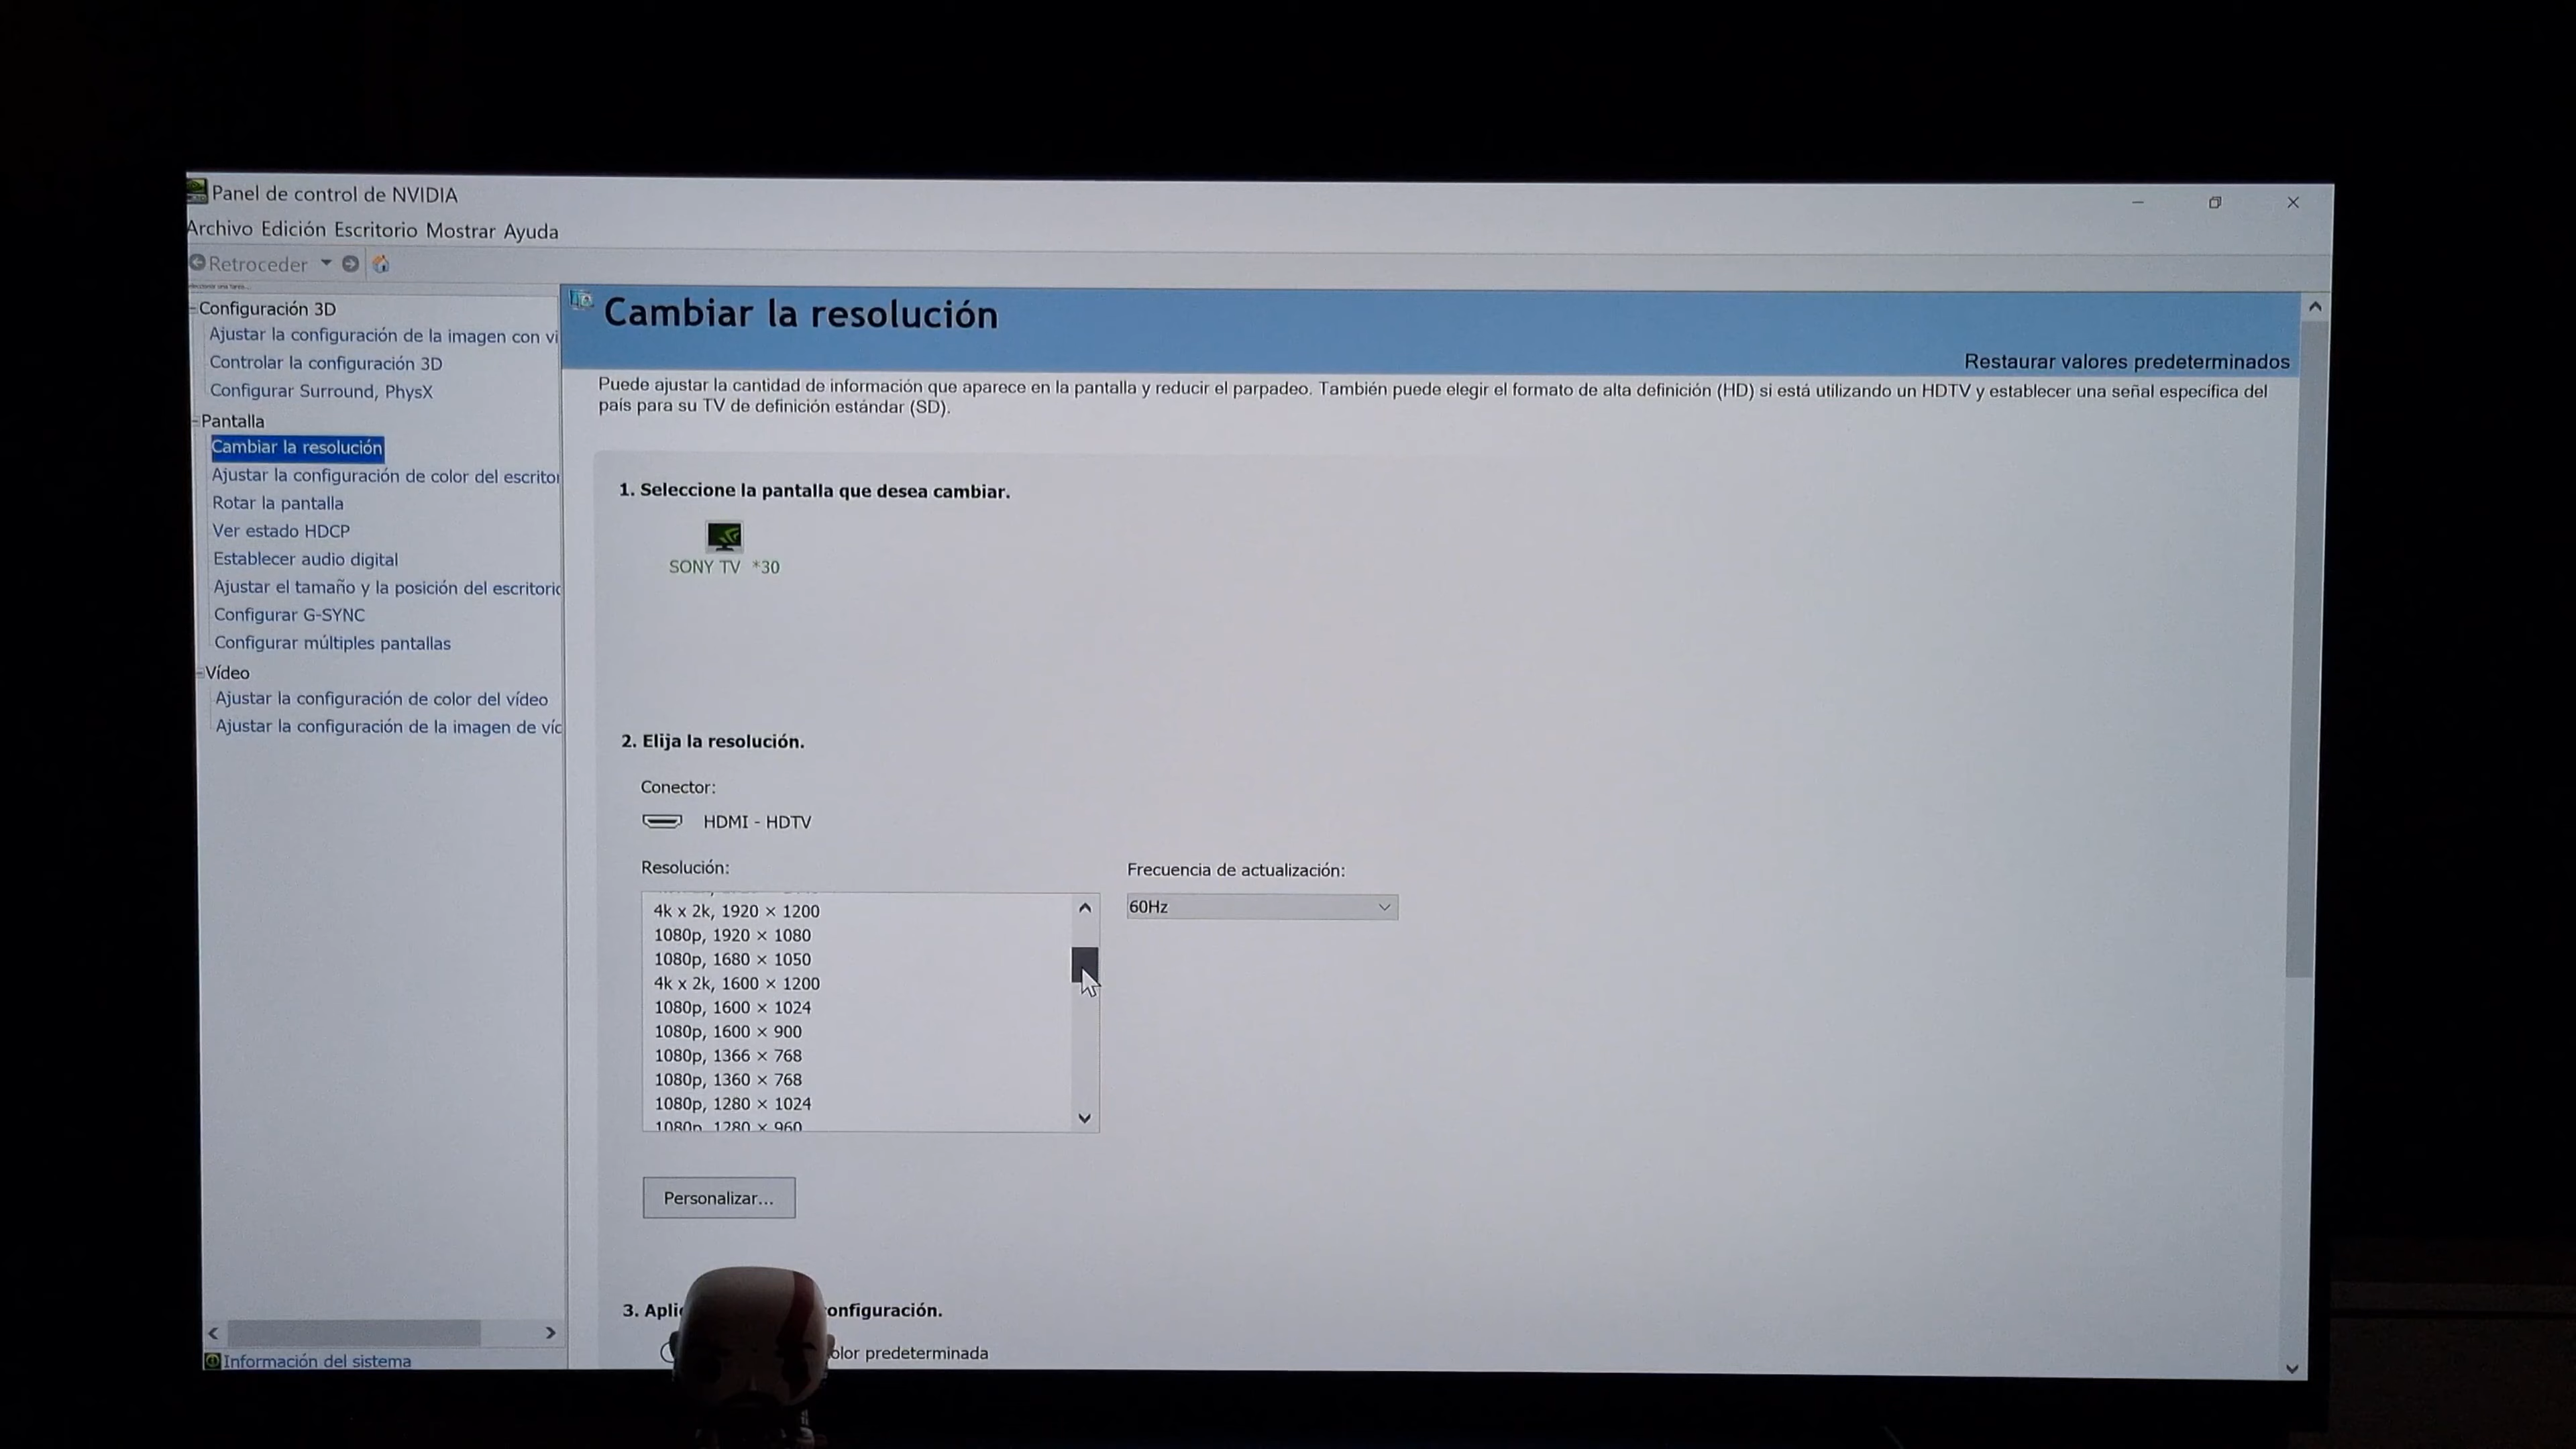 Panel de control de NVIDIA
Archivo Edición Escritorio Mostrar Ayuda
Retroceder
Configuración 3D
Ajustar la configuración de la imagen con vi
Controlar la configuración 3D
Configurar Surround, PhysX
Pantalla
Cambiar la resolución
Ajustar la configuración de color del escritor
Rotar la pantalla
Ver estado HDCP
Establecer audio digital
Ajustar el tamaño y la posición del escritoric
Configurar G-SYNC
Configurar múltiples pantallas
Vídeo
Ajustar la configuración de color del vídeo
Ajustar la configuración de la imagen de víc
Información del sistema
Cambiar la resolución
Restaurar valores predeterminados
Puede ajustar la cantidad de información que aparece en la pantalla y reducir el parpadeo. También puede elegir el formato de alta definición (HD) si está utilizando un HDTV y establecer una señal específica del
país para su TV de definición estándar (SD).
1. Seleccione la pantalla que desea cambiar.
SONY TV *30
2. Elija la resolución.
Conector:
HDMI - HDTV
Resolución:
4k x 2k, 1920 × 1200
1080p, 1920 × 1080
1080p, 1680 × 1050
4k x 2k, 1600 × 1200
1080p, 1600 × 1024
1080p, 1600 × 900
1080p, 1366 × 768
1080p, 1360 × 768
1080p, 1280 × 1024
1080p, 1280 × 960
Frecuencia de actualización:
60Hz
Personalizar...
3. Aplic onfiguración.
olor predeterminada